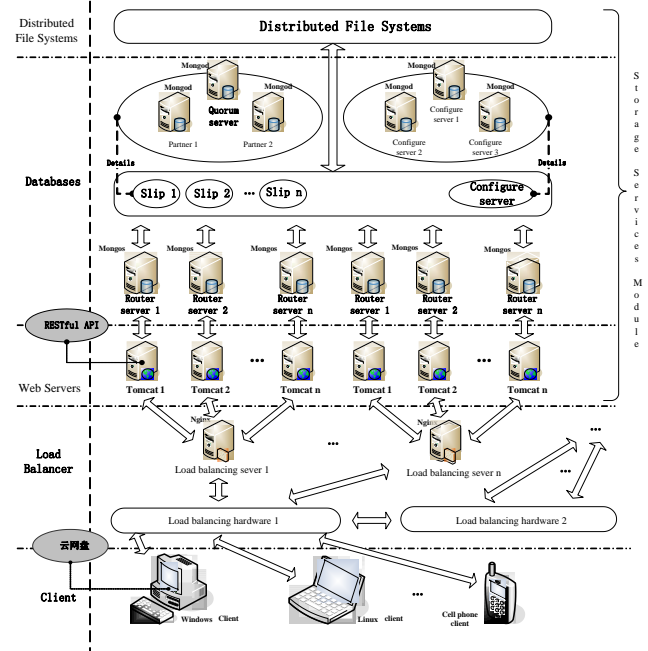 Distributed
File Systems
Distributed File Systems
Mongod
Mongod
Mongod
Quorum
server
Partner 1
Partner 2
Mongod
Mongod
Mongod
Configure
server 1
Configure
server 2
Configure
server 3
Details
Details
Databases
Slip 1
Slip 2
...
Slip n
Configure
server
Mongos
Mongos
Mongos
Mongos
Mongos
Mongos
Router
server 1
Router
server 2
Router
server n
Router
server 1
Router
server 2
Router
server n
RESTful API
...
...
Web Servers
Tomcat 1
Tomcat 2
Tomcat n
Tomcat 1
Tomcat 2
Tomcat n
Storage Services Module
Load
Balancer
Nginx
Nginx
...
...
...
Load balancing sever 1
Load balancing sever n
Load balancing hardware 1
Load balancing hardware 2
云网盘
Client
Windows Client
Linux client
...
Cell phone
client